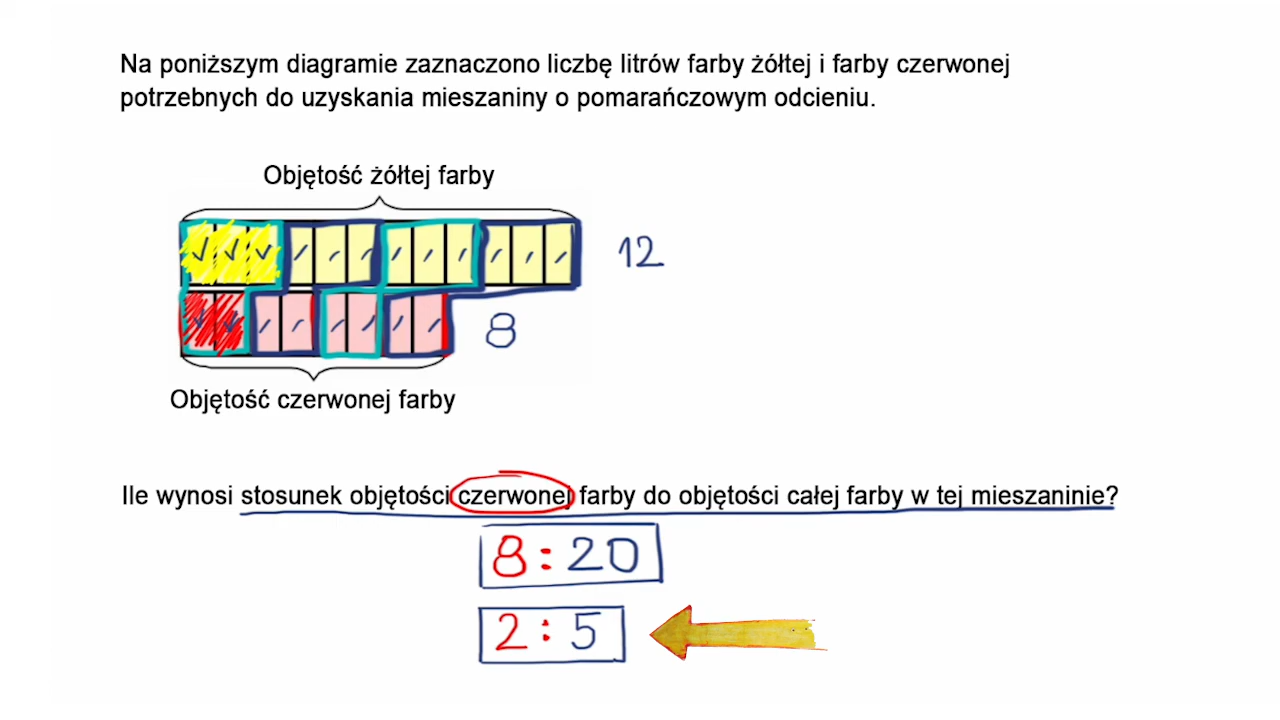 Na poniższym diagramie zaznaczono liczbę litrów farby żółtej i farby czerwonej
potrzebnych do uzyskania mieszaniny o pomarańczowym odcieniu.
Objętość żółtej farby
12
8
Objętość czerwonej farby
Ile wynosi stosunek objętości czerwonej farby do objętości całej farby w tej mieszaninie?
8:20
2:5